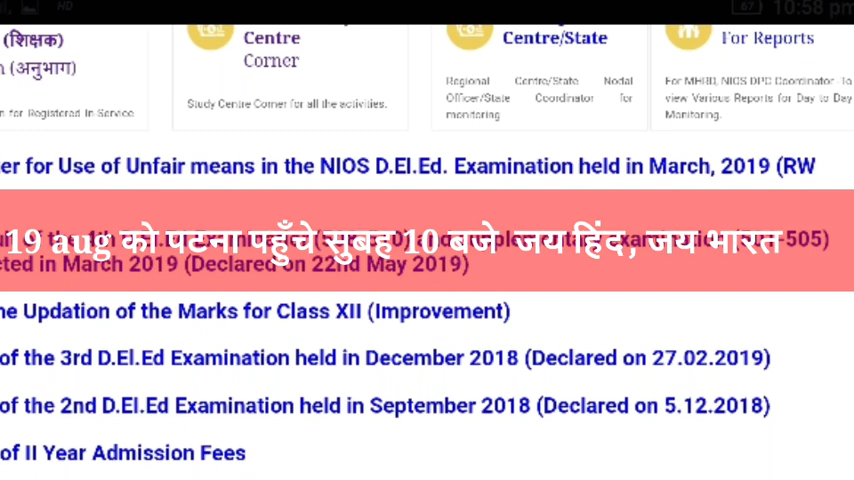 HD 67 10:58 pm
(शिक्षक)
(अनुभाग)
n for Registered In-Service
Centre
Corner
Study Centre Corner for all the activities.
Centre/State
Regional Centre/State Nodal
Officer/State Coordinator for
monitoring
For Reports
For MHRD, NIOS DPC Coordinator -To
view Various Reports for Day to Day
Monitoring.
er for Use of Unfair means in the NIOS D.El.Ed. Examination held in March, 2019 (RW
19 aug को पटना पहुँचे सुबह 10 बजे जय हिंद, जय भारत
cted in March 2019 (Declared on 22nd May 2019)
he Updation of the Marks for Class XII (Improvement)
of the 3rd D.El.Ed Examination held in December 2018 (Declared on 27.02.2019)
of the 2nd D.El.Ed Examination held in September 2018 (Declared on 5.12.2018)
of II Year Admission Fees